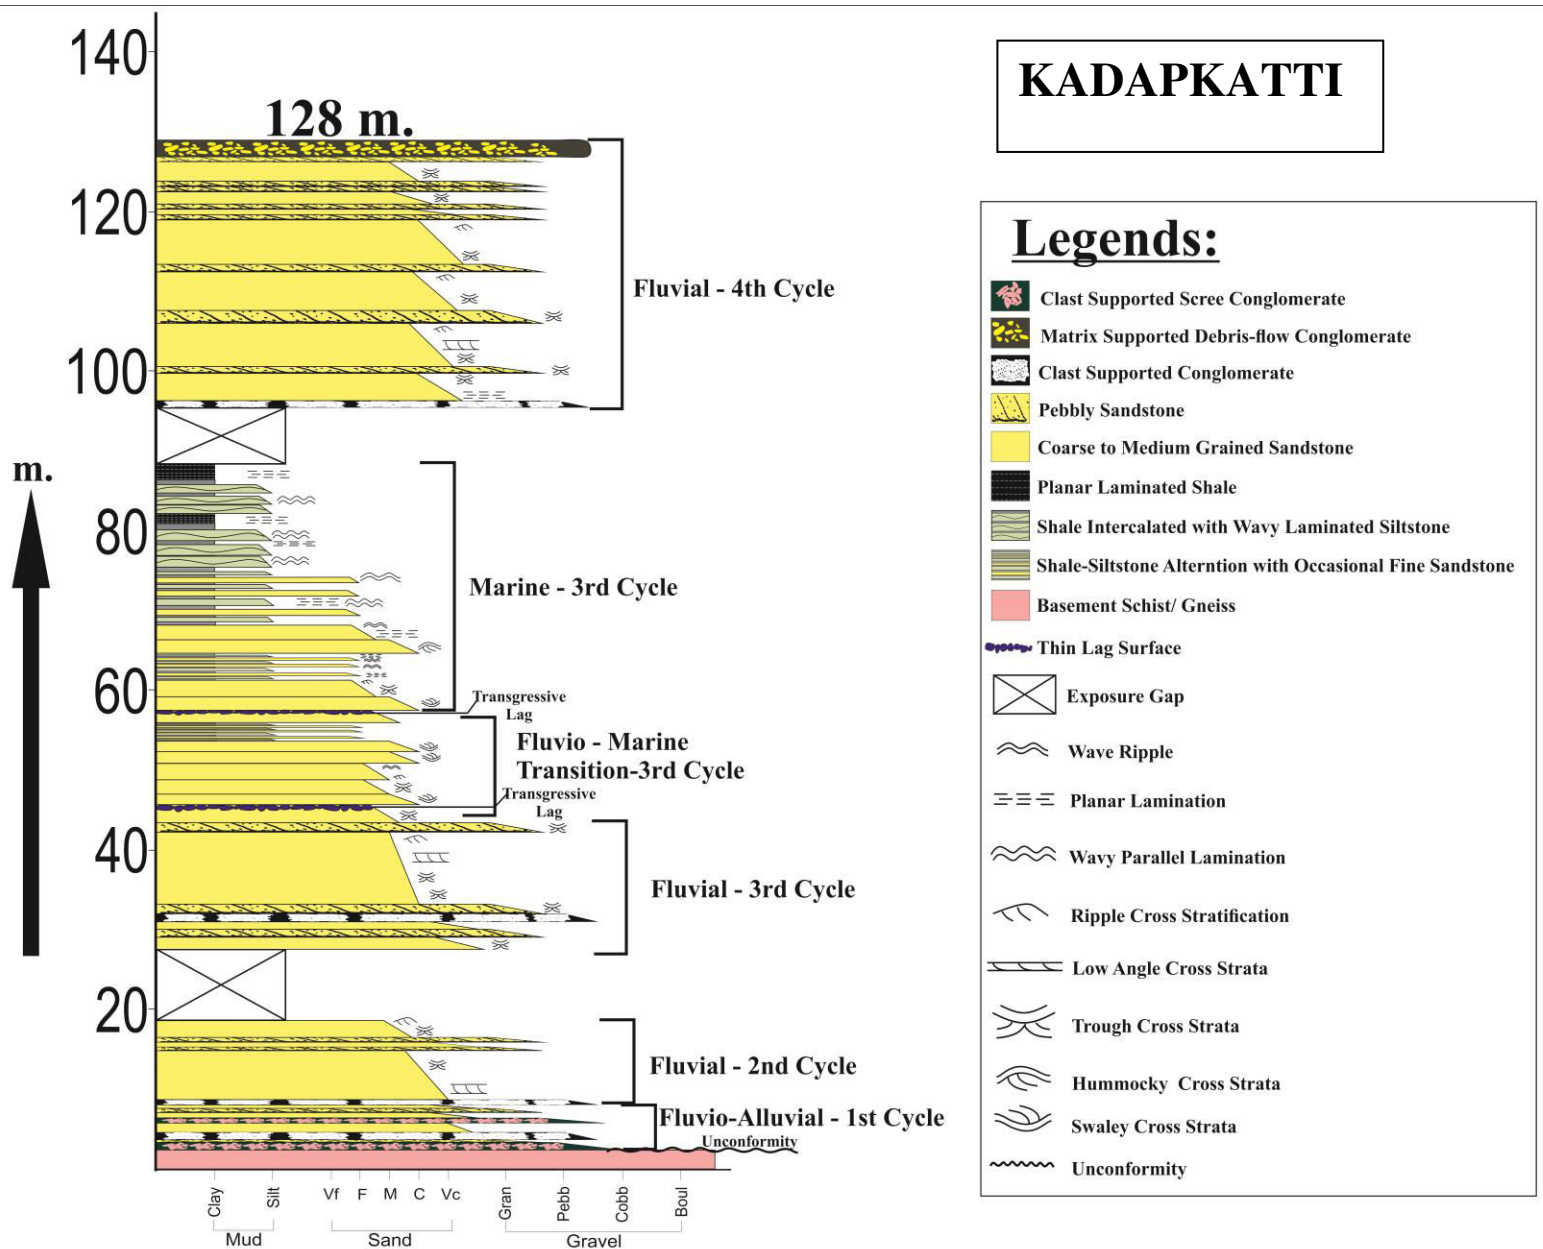 KADAPKATTI
140
128 m.
120
Fluvial - 4th Cycle
100
m.
80
Marine - 3rd Cycle
60
Transgressive
Lag
Fluvio - Marine
Transition-3rd Cycle
Transgressive
Lag
40
Fluvial - 3rd Cycle
20
Fluvial - 2nd Cycle
Fluvio-Alluvial - 1st Cycle
Unconformity
Clay
Silt
Vf
F
M
C
Vc
Gran
Pebb
Cobb
Boul
Mud
Sand
Gravel
Legends:
Clast Supported Scree Conglomerate
Matrix Supported Debris-flow Conglomerate
Clast Supported Conglomerate
Pebbly Sandstone
Coarse to Medium Grained Sandstone
Planar Laminated Shale
Shale Intercalated with Wavy Laminated Siltstone
Shale-Siltstone Alterntion with Occasional Fine Sandstone
Basement Schist/ Gneiss
Thin Lag Surface
Exposure Gap
Wave Ripple
Planar Lamination
Wavy Parallel Lamination
Ripple Cross Stratification
Low Angle Cross Strata
Trough Cross Strata
Hummocky Cross Strata
Swaley Cross Strata
Unconformity